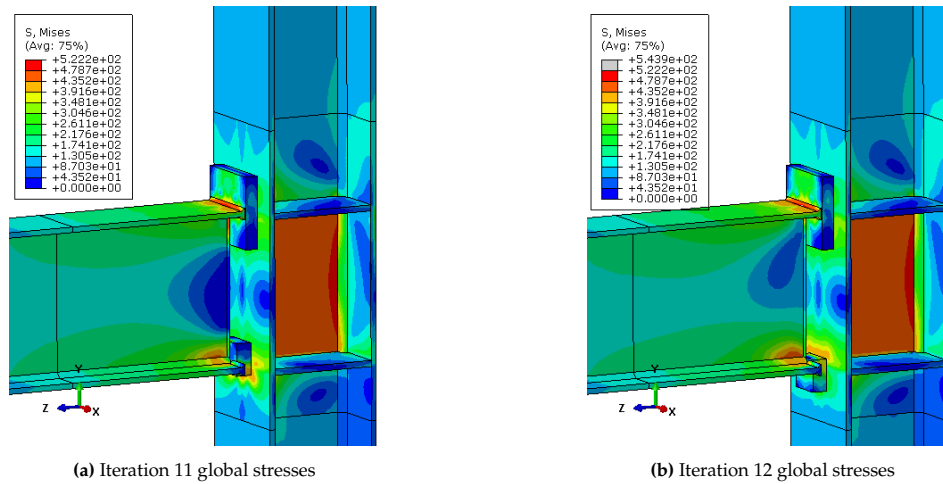 S, Mises
(Avg: 75%)
+5.222e+02
+4.787e+02
+4.352e+02
+3.916e+02
+3.481e+02
+3.046e+02
+2.611e+02
+2.176e+02
+1.741e+02
+1.305e+02
+8.703e+01
+4.352e+01
+0.000e+00
Y
Z
X
(a) Iteration 11 global stresses
S, Mises
(Avg: 75%)
+5.439e+02
+5.222e+02
+4.787e+02
+4.352e+02
+3.916e+02
+3.481e+02
+3.046e+02
+2.611e+02
+2.176e+02
+1.741e+02
+1.305e+02
+8.703e+01
+4.352e+01
+0.000e+00
Y
Z
X
(b) Iteration 12 global stresses